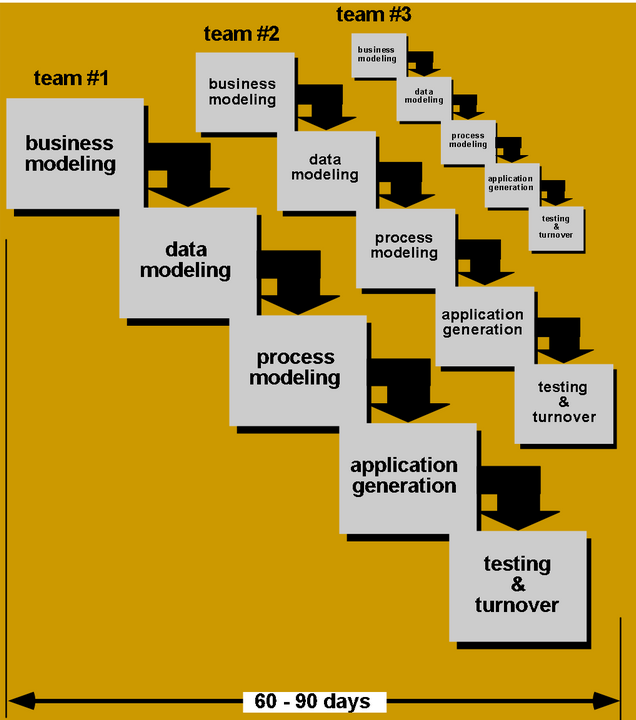 team #1
business
modeling
data
modeling
process
modeling
application
generation
testing
&
turnover
team #2
business
modeling
data
modeling
process
modeling
application
generation
testing
&
turnover
team #3
business
modeling
data
modeling
process
modeling
application
generation
testing
&
turnover
60 - 90 days